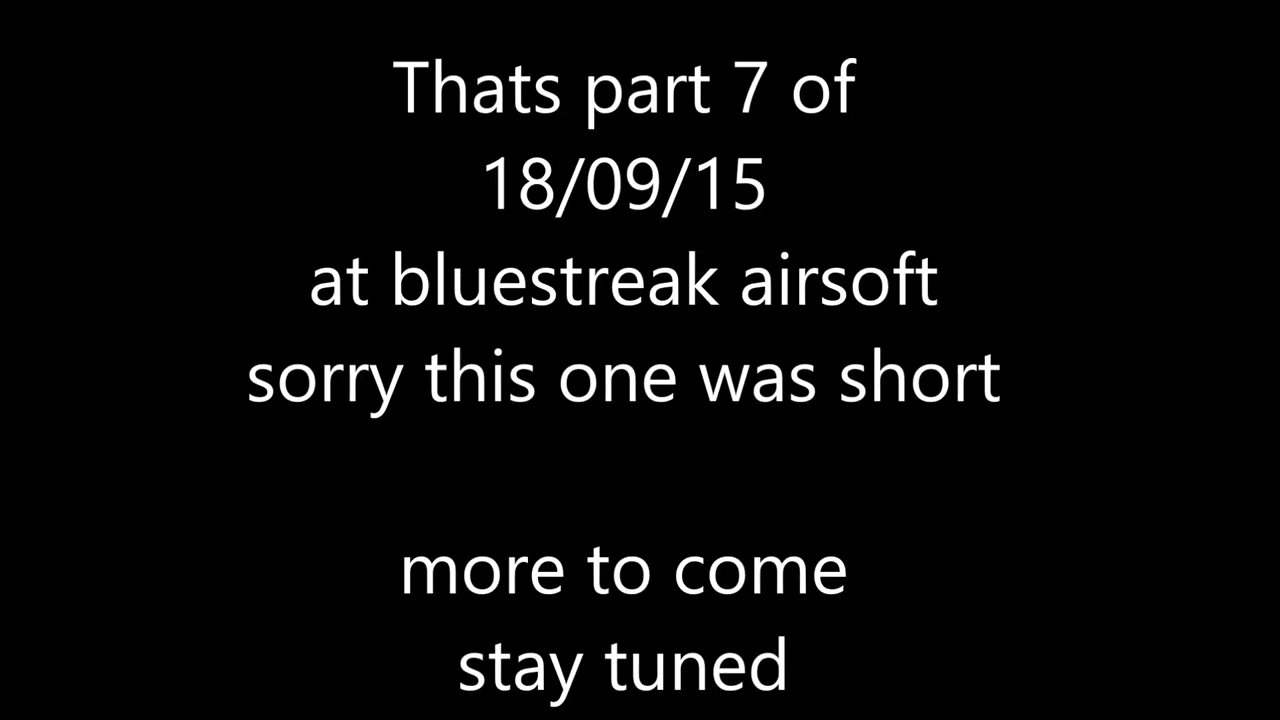 Thats part 7 of
18/09/15
at bluestreak airsoft
sorry this one was short
more to come
stay tuned